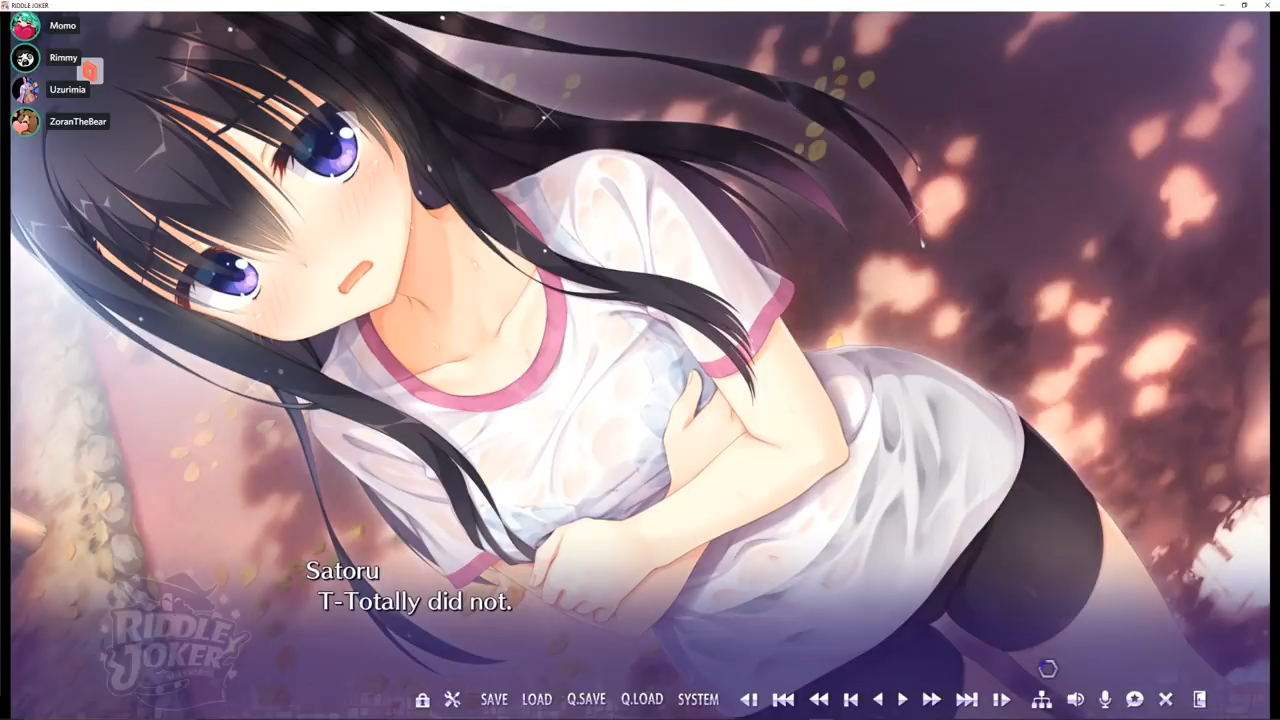 RIDDLE JOKER
Momo
Rimmy
Uzurimia
ZoranTheBear
Satoru
T-Totally did not.
RIDDLE
JOKER
SAVE LOAD Q.SAVE Q.LOAD SYSTEM